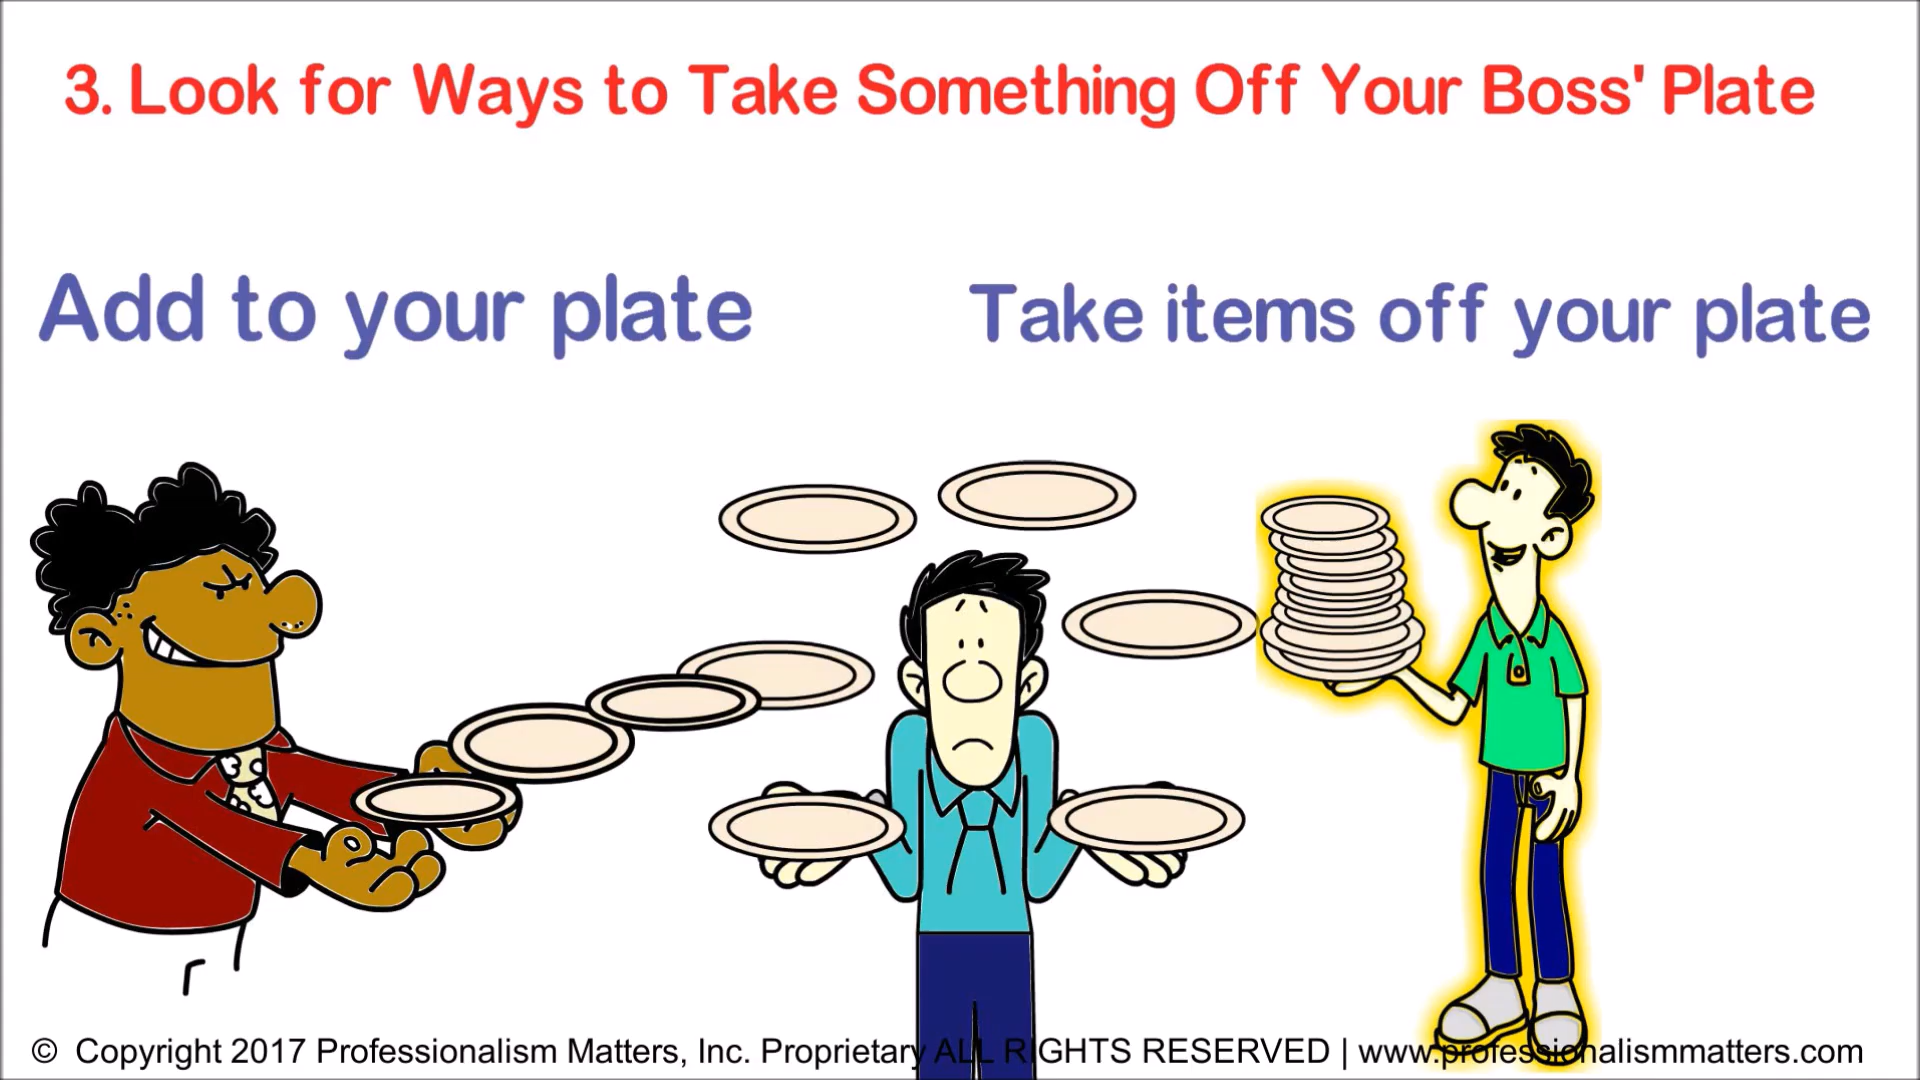 3. Look for Ways to Take Something Off Your Boss' Plate
Add to your plate
Take items off your plate
© Copyright 2017 Professionalism Matters, Inc. Proprietary ALL RIGHTS RESERVED | www.professionalismmatters.com